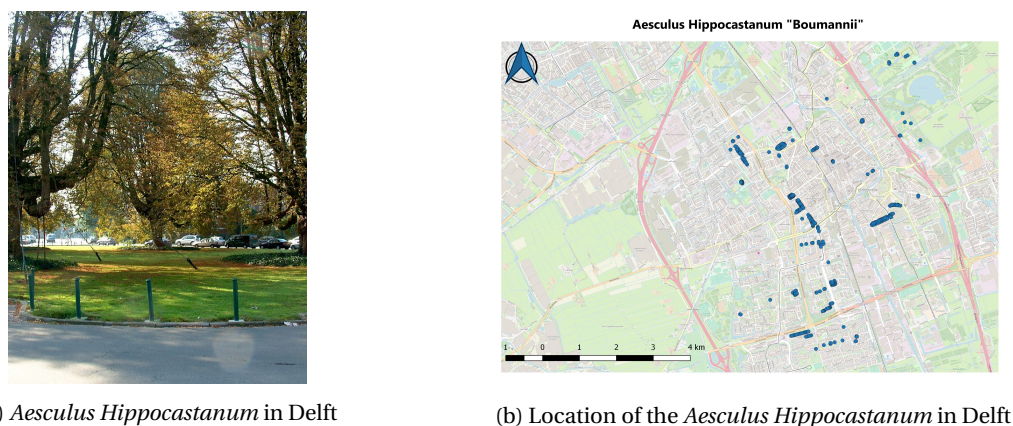 Aesculus Hippocastanum "Boumannii"
1 0 1 2 3 4 km
) Aesculus Hippocastanum in Delft
(b) Location of the Aesculus Hippocastanum in Delft